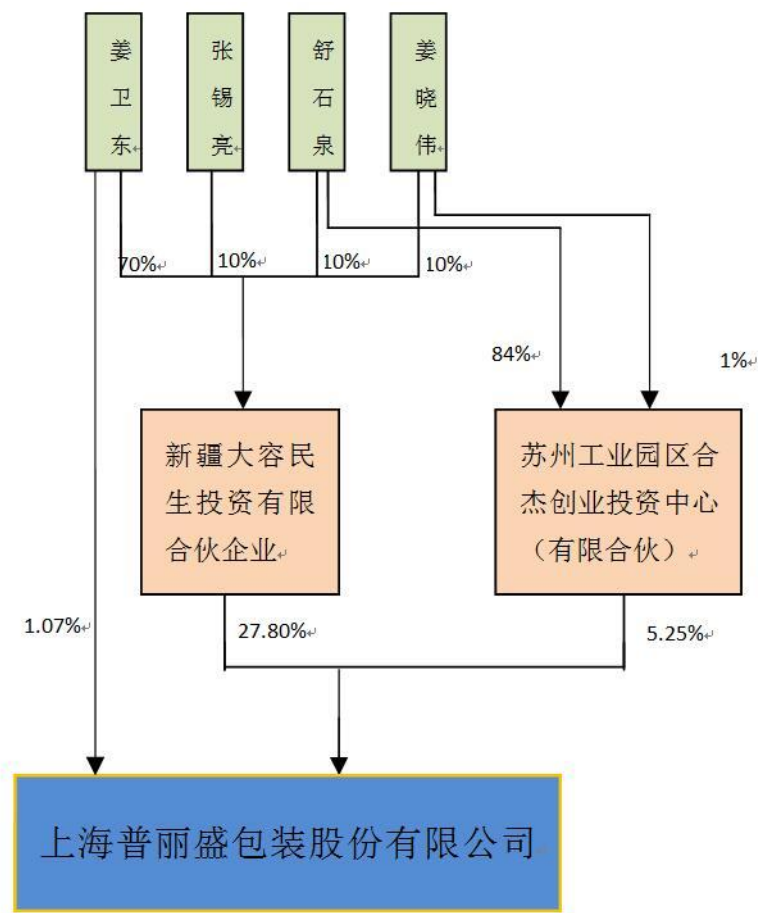 姜卫东
张锡亮
舒石泉
姜晓伟
70%
10%
10%
10%
84%
1%
新疆大容民
生投资有限
合伙企业
苏州工业园区合
杰创业投资中心
（有限合伙）
1.07%
27.80%
5.25%
上海普丽盛包装股份有限公司